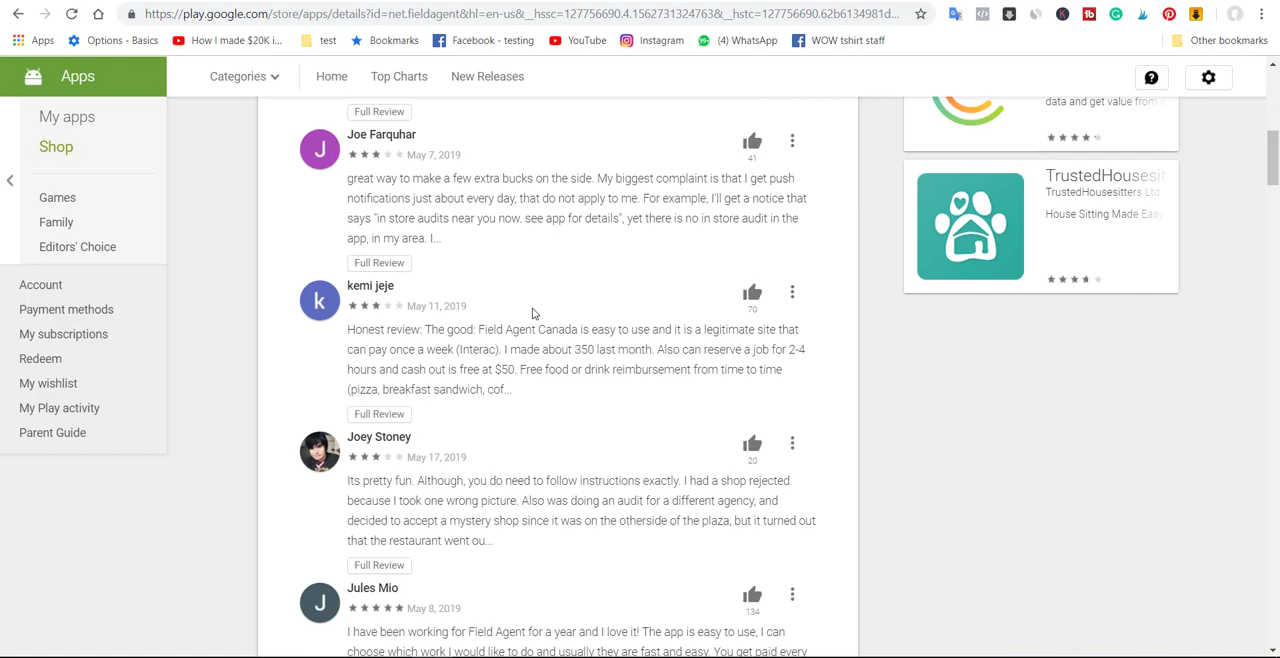 https://play.google.com/store/apps/details?id=net.fieldagent&hl=en-us&__hssc=127756690.4.1562731324763&__hstc=127756690.62b6134981d...
Apps Options - Basics How I made $20K i... test Bookmarks Facebook - testing YouTube Instagram (4) WhatsApp WOW tshirt stuff Other bookmarks
Apps Categories Home Top Charts New Releases
My apps
Shop
Games
Family
Editors' Choice
Account
Payment methods
My subscriptions
Redeem
My wishlist
My Play activity
Parent Guide
Full Review
Joe Farquhar
May 7, 2019
41
great way to make a few extra bucks on the side. My biggest complaint is that I get push
notifications just about every day, that do not apply to me. For example, I'll get a notice that
says "in store audits near you now. see app for details", yet there is no in store audit in the
app, in my area. I...
Full Review
kemi jeje
May 11, 2019
70
Honest review: The good: Field Agent Canada is easy to use and it is a legitimate site that
can pay once a week (Interac). I made about 350 last month. Also can reserve a job for 2-4
hours and cash out is free at $50. Free food or drink reimbursement from time to time
(pizza, breakfast sandwich, cof...
Full Review
Joey Stoney
May 17, 2019
20
Its pretty fun. Although, you do need to follow instructions exactly. I had a shop rejected
because I took one wrong picture. Also was doing an audit for a different agency, and
decided to accept a mystery shop since it was on the otherside of the plaza, but it turned out
that the restaurant went ou...
Full Review
Jules Mio
May 8, 2019
134
I have been working for Field Agent for a year and I love it! The app is easy to use, I can
choose which work I would like to do and usually they are fast and easy. You get paid every
data and get value from
TrustedHousesit
TrustedHousesitters Ltd
House Sitting Made Easy